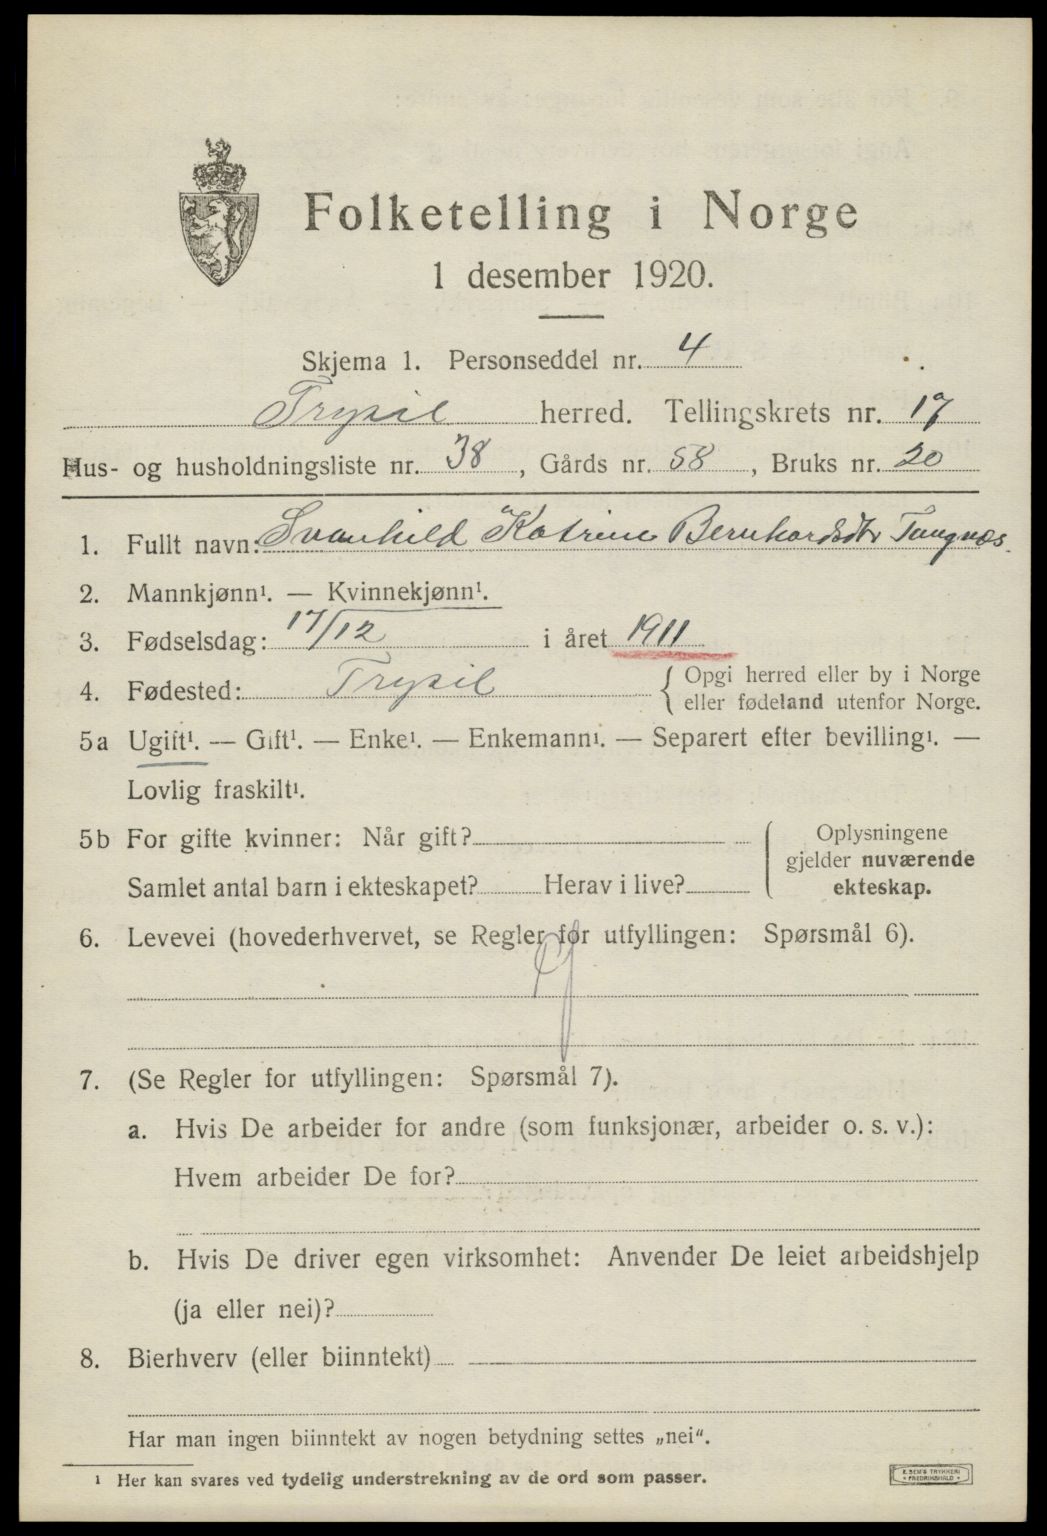 Folketelling i Norge
1 desember 1920.
Skjema 1. Personseddel nr. 4
Trysil herred. Tellingskrets nr. 17
Hus- og husholdningsliste nr. 38, Gårds nr. 58, Bruks nr. 20
1. Fullt navn: Svanhild Katrine Bernhardsdtr Tangnæs.
2. Mannkjønn¹. — Kvinnekjønn¹.
3. Fødselsdag: 17/12 i året 1911
4. Fødested: Trysil { Opgi herred eller by i Norge
eller fødeland utenfor Norge.
5a Ugift¹. — Gift¹. — Enke¹. — Enkemann¹. — Separert efter bevilling¹. —
Lovlig fraskilt¹.
5b For gifte kvinner: Når gift?
Samlet antal barn i ekteskapet? Herav i live?
Oplysningene
gjelder nuværende
ekteskap.
6. Levevei (hovederhvervet, se Regler for utfyllingen: Spørsmål 6).
7. (Se Regler for utfyllingen: Spørsmål 7).
a. Hvis De arbeider for andre (som funksjonær, arbeider o. s. v.):
Hvem arbeider De for?
b. Hvis De driver egen virksomhet: Anvender De leiet arbeidshjelp
(ja eller nei)?
8. Bierhverv (eller biinntekt)
Har man ingen biinntekt av nogen betydning settes „nei“.
¹ Her kan svares ved tydelig understrekning av de ord som passer.
E. SEM'S TRYKKERI
FREDRIKSHALD